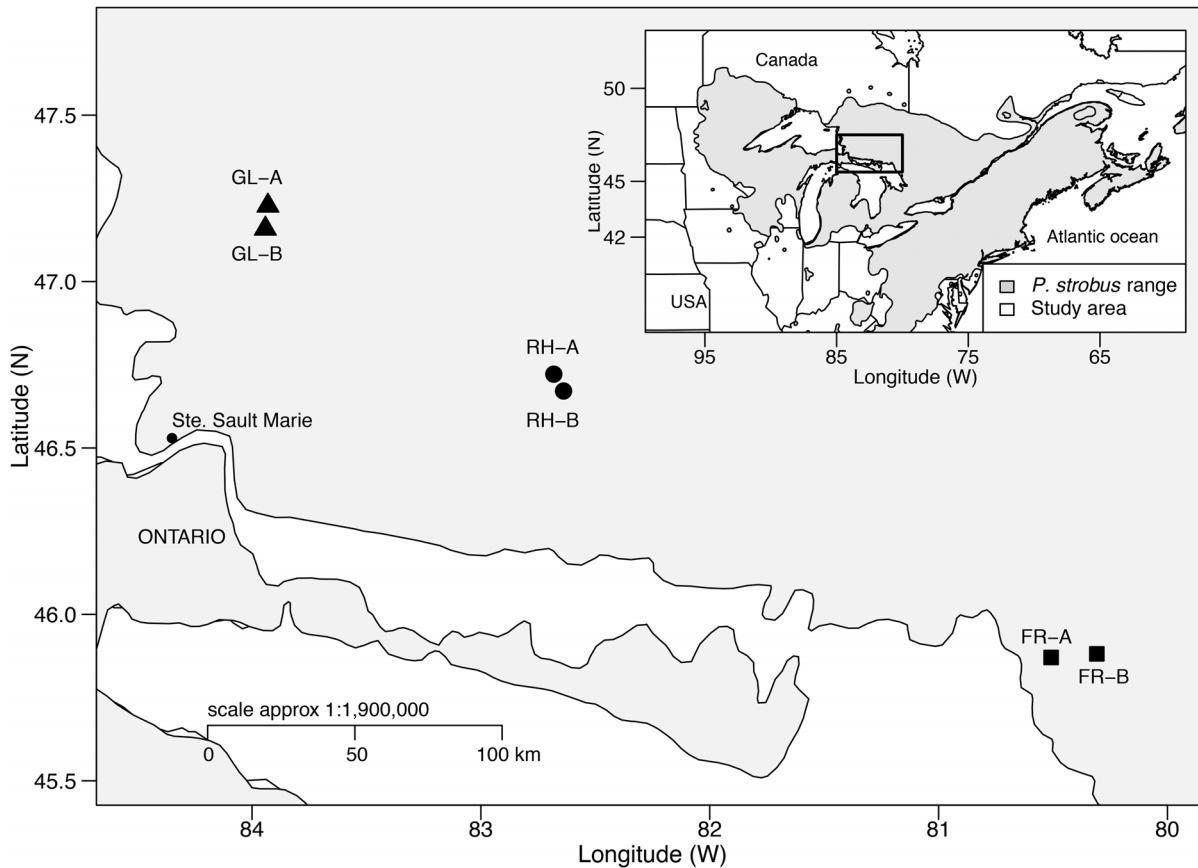 Canada
50
45
42
Latitude (N)
Atlantic ocean
USA
P. strobus range
Study area
95
85
75
65
Longitude (W)
47.5
47.0
46.5
46.0
45.5
Latitude (N)
GL−A
GL−B
RH−A
RH−B
Ste. Sault Marie
ONTARIO
FR−A
FR−B
scale approx 1:1,900,000
0
50
100 km
84
83
82
81
80
Longitude (W)